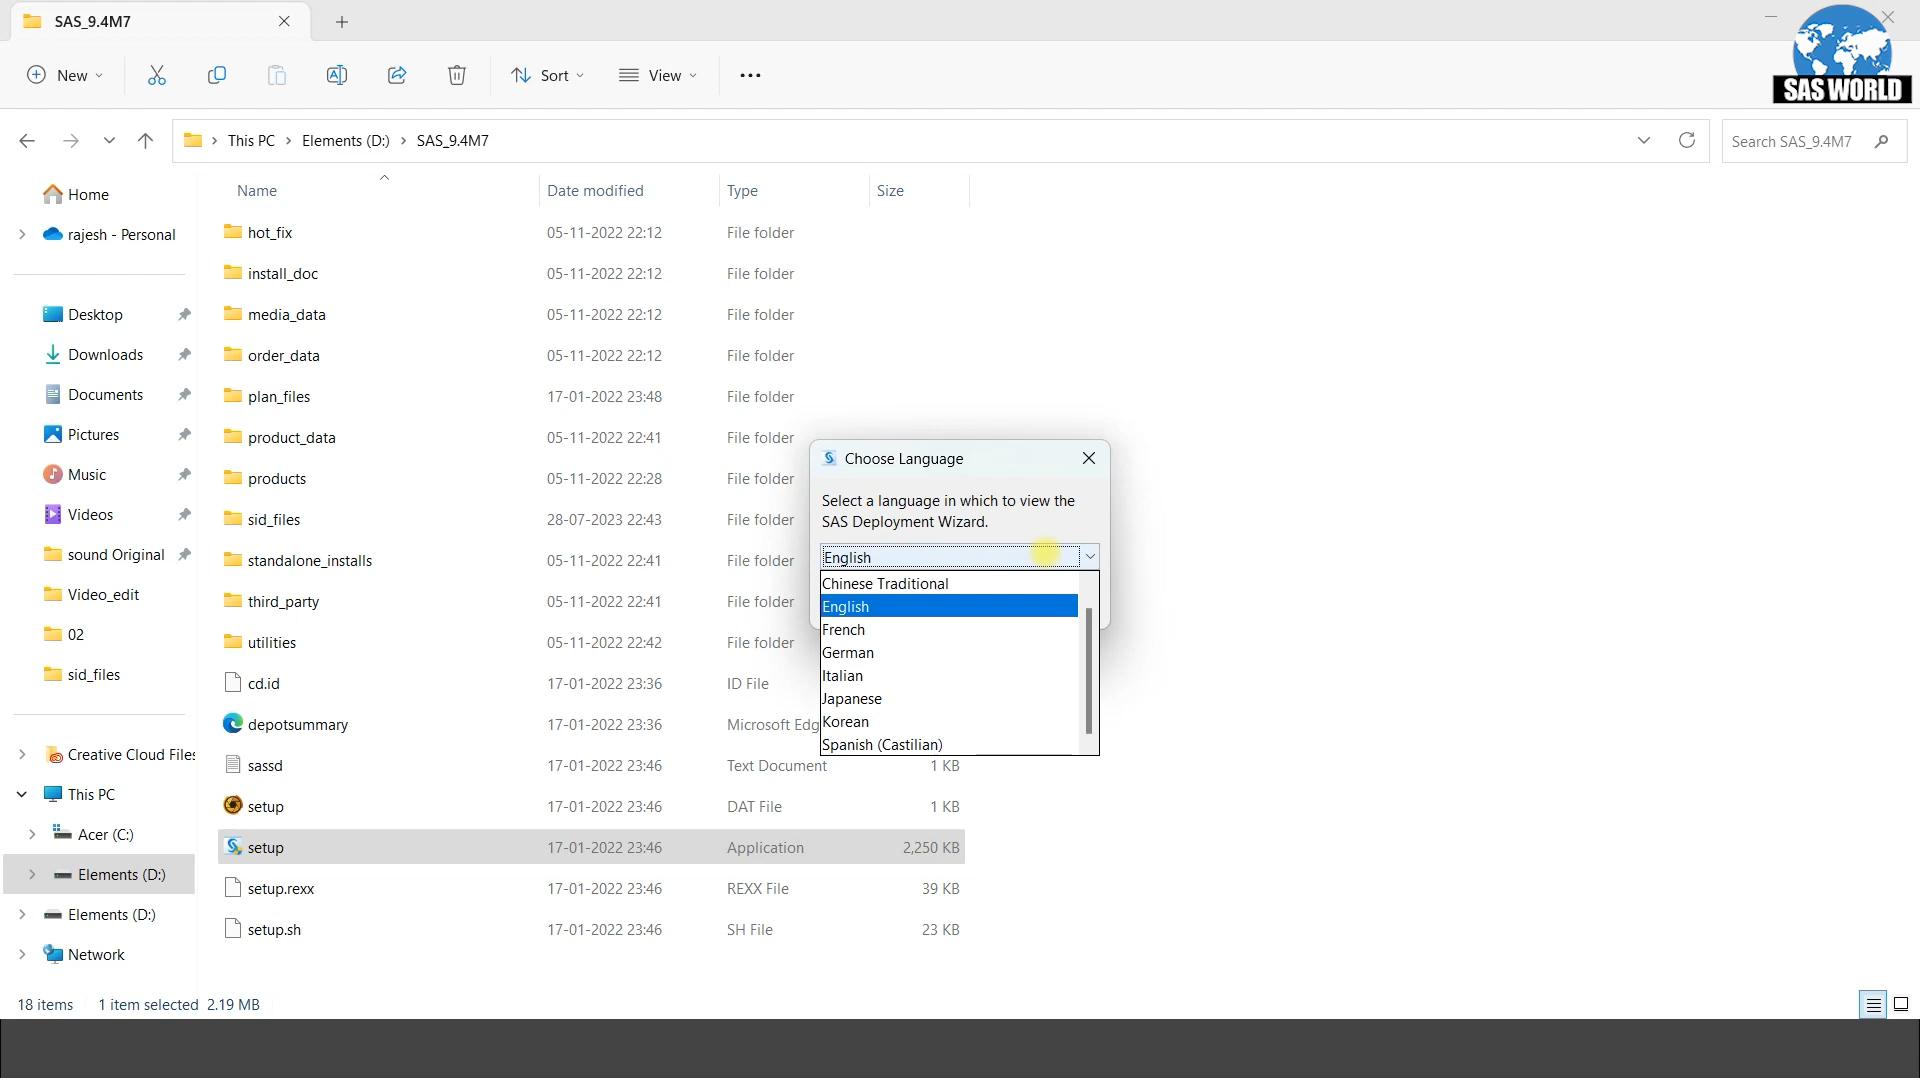 SAS_9.4M7
SAS WORLD
New
Sort
View
This PC
Elements (D:)
SAS_9.4M7
Search SAS_9.4M7
Home
rajesh - Personal
Desktop
Downloads
Documents
Pictures
Music
Videos
sound Original
Video_edit
02
sid_files
Creative Cloud Files
This PC
Acer (C:)
Elements (D:)
Elements (D:)
Network
Name Date modified Type Size
hot_fix 05-11-2022 22:12 File folder
install_doc 05-11-2022 22:12 File folder
media_data 05-11-2022 22:12 File folder
order_data 05-11-2022 22:12 File folder
plan_files 17-01-2022 23:48 File folder
product_data 05-11-2022 22:41 File folder
products 05-11-2022 22:28 File folder
sid_files 28-07-2023 22:43 File folder
standalone_installs 05-11-2022 22:41 File folder
third_party 05-11-2022 22:41 File folder
utilities 05-11-2022 22:42 File folder
cd.id 17-01-2022 23:36 ID File
depotsummary 17-01-2022 23:36 Microsoft Edg
sassd 17-01-2022 23:46 Text Document 1 KB
setup 17-01-2022 23:46 DAT File 1 KB
setup 17-01-2022 23:46 Application 2,250 KB
setup.rexx 17-01-2022 23:46 REXX File 39 KB
setup.sh 17-01-2022 23:46 SH File 23 KB
Choose Language
Select a language in which to view the
SAS Deployment Wizard.
English
Chinese Traditional
English
French
German
Italian
Japanese
Korean
Spanish (Castilian)
18 items 1 item selected 2.19 MB